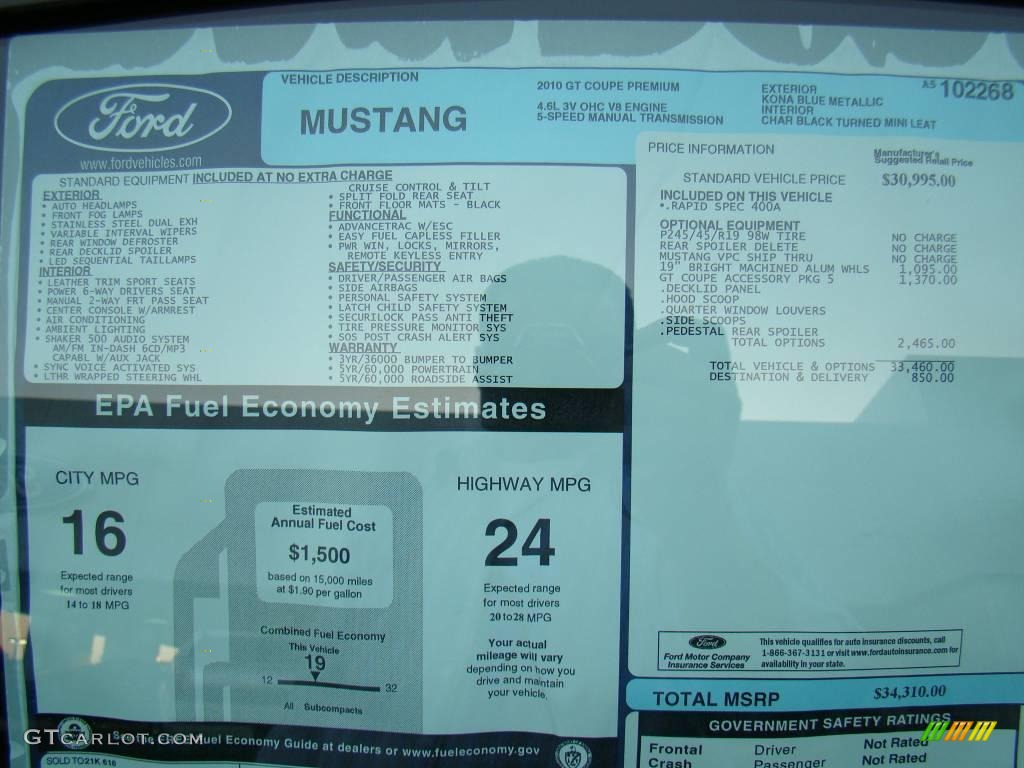 Ford
www.fordvehicles.com
VEHICLE DESCRIPTION
MUSTANG
2010 GT COUPE PREMIUM
4.6L 3V OHC V8 ENGINE
5-SPEED MANUAL TRANSMISSION
EXTERIOR
KONA BLUE METALLIC
INTERIOR
CHAR BLACK TURNED MINI LEAT
A5 102268
STANDARD EQUIPMENT INCLUDED AT NO EXTRA CHARGE
EXTERIOR
• AUTO HEADLAMPS
• FRONT FOG LAMPS
• STAINLESS STEEL DUAL EXH
• VARIABLE INTERVAL WIPERS
• REAR WINDOW DEFROSTER
• REAR DECKLID SPOILER
• LED SEQUENTIAL TAILLAMPS
INTERIOR
• LEATHER TRIM SPORT SEATS
• POWER 6-WAY DRIVERS SEAT
• MANUAL 2-WAY FRT PASS SEAT
• CENTER CONSOLE W/ARMREST
• AIR CONDITIONING
• AMBIENT LIGHTING
• SHAKER 500 AUDIO SYSTEM
AM/FM IN-DASH 6CD/MP3
CAPABL W/AUX JACK
• SYNC VOICE ACTIVATED SYS
• LTHR WRAPPED STEERING WHL
CRUISE CONTROL & TILT
• SPLIT FOLD REAR SEAT
• FRONT FLOOR MATS - BLACK
FUNCTIONAL
• ADVANCETRAC W/ESC
• EASY FUEL CAPLESS FILLER
• PWR WIN, LOCKS, MIRRORS,
REMOTE KEYLESS ENTRY
SAFETY/SECURITY
• DRIVER/PASSENGER AIR BAGS
• SIDE AIRBAGS
• PERSONAL SAFETY SYSTEM
• LATCH CHILD SAFETY SYSTEM
• SECURILOCK PASS ANTI THEFT
• TIRE PRESSURE MONITOR SYS
• SOS POST CRASH ALERT SYS
WARRANTY
• 3YR/36000 BUMPER TO BUMPER
• 5YR/60,000 POWERTRAIN
• 5YR/60,000 ROADSIDE ASSIST
PRICE INFORMATION
Manufacturer's
Suggested Retail Price
STANDARD VEHICLE PRICE $30,995.00
INCLUDED ON THIS VEHICLE
.RAPID SPEC 400A
OPTIONAL EQUIPMENT
P245/45/R19 98W TIRE NO CHARGE
REAR SPOILER DELETE NO CHARGE
MUSTANG VPC SHIP THRU NO CHARGE
19" BRIGHT MACHINED ALUM WHLS 1,095.00
GT COUPE ACCESSORY PKG 5 1,370.00
.DECKLID PANEL
.HOOD SCOOP
.QUARTER WINDOW LOUVERS
.SIDE SCOOPS
.PEDESTAL REAR SPOILER
TOTAL OPTIONS 2,465.00
TOTAL VEHICLE & OPTIONS 33,460.00
DESTINATION & DELIVERY 850.00
EPA Fuel Economy Estimates
CITY MPG
16
Expected range
for most drivers
14 to 18 MPG
Estimated
Annual Fuel Cost
$1,500
based on 15,000 miles
at $1.90 per gallon
Combined Fuel Economy
This Vehicle
19
12 32
All Subcompacts
HIGHWAY MPG
24
Expected range
for most drivers
20 to 28 MPG
Your actual
mileage will vary
depending on how you
drive and maintain
your vehicle.
Ford
Ford Motor Company
Insurance Services
This vehicle qualifies for auto insurance discounts, call
1-866-367-3131 or visit www.fordautoinsurance.com for
availability in your state.
TOTAL MSRP $34,310.00
GOVERNMENT SAFETY RATINGS
Frontal Driver Not Rated
Crash Passenger Not Rated
Fuel Economy Guide at dealers or www.fueleconomy.gov
SOLD TO
GTCARLOT.COM